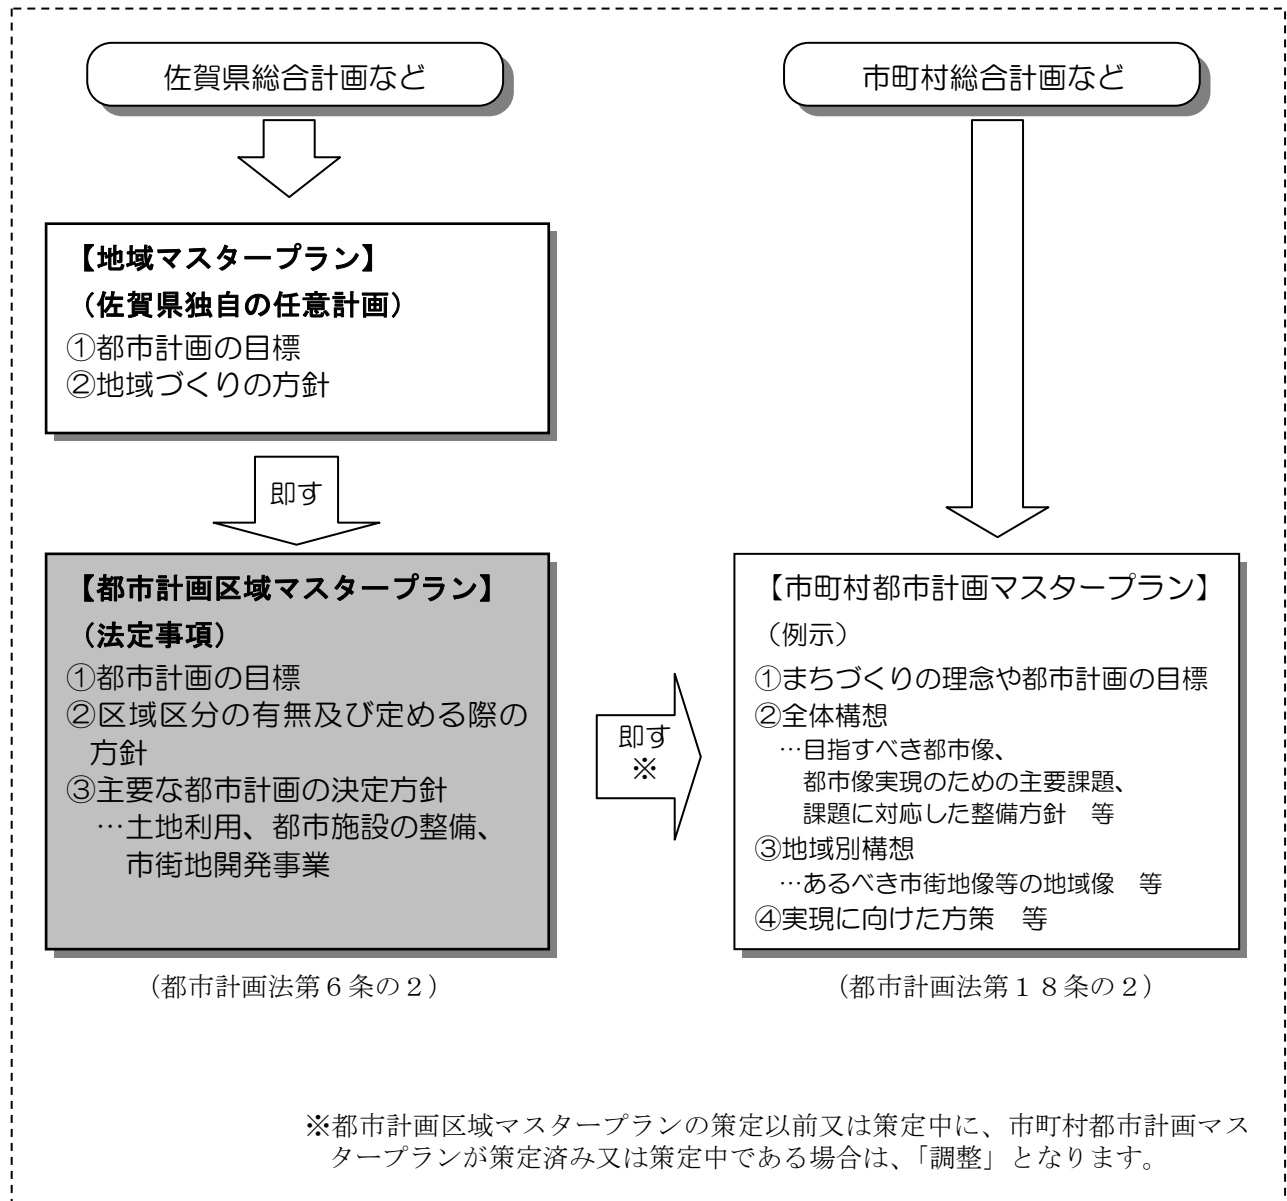 佐賀県総合計画など
【地域マスタープラン】
（佐賀県独自の任意計画）
①都市計画の目標
②地域づくりの方針
即す
【都市計画区域マスタープラン】
（法定事項）
①都市計画の目標
②区域区分の有無及び定める際の
方針
③主要な都市計画の決定方針
…土地利用、都市施設の整備、
市街地開発事業
（都市計画法第６条の２）
即す
※
市町村総合計画など
【市町村都市計画マスタープラン】
（例示）
①まちづくりの理念や都市計画の目標
②全体構想
…目指すべき都市像、
都市像実現のための主要課題、
課題に対応した整備方針　等
③地域別構想
…あるべき市街地像等の地域像　等
④実現に向けた方策　等
（都市計画法第１８条の２）
※都市計画区域マスタープランの策定以前又は策定中に、市町村都市計画マス
タープランが策定済み又は策定中である場合は、「調整」となります。